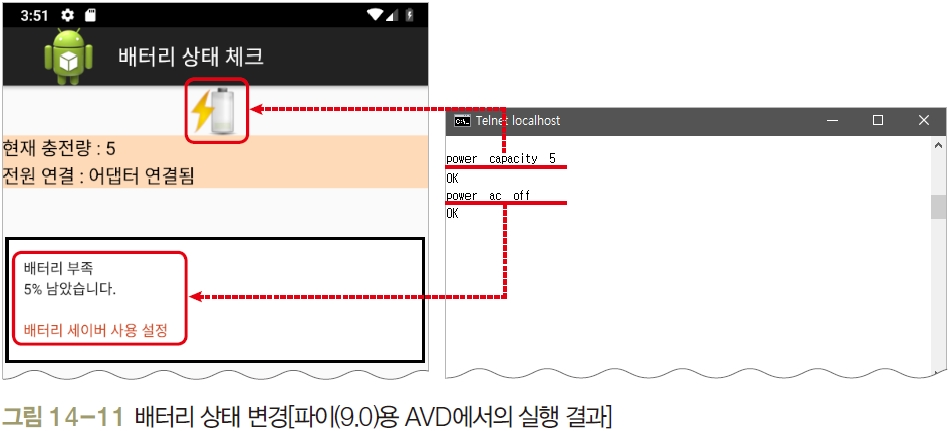 3:51
배터리 상태 체크
현재 충전량 : 5
전원 연결 : 어댑터 연결됨
배터리 부족
5% 남았습니다.
배터리 세이버 사용 설정
Telnet localhost
power capacity 5
OK
power ac off
OK
그림 14-11 배터리 상태 변경[파이(9.0)용 AVD에서의 실행 결과]